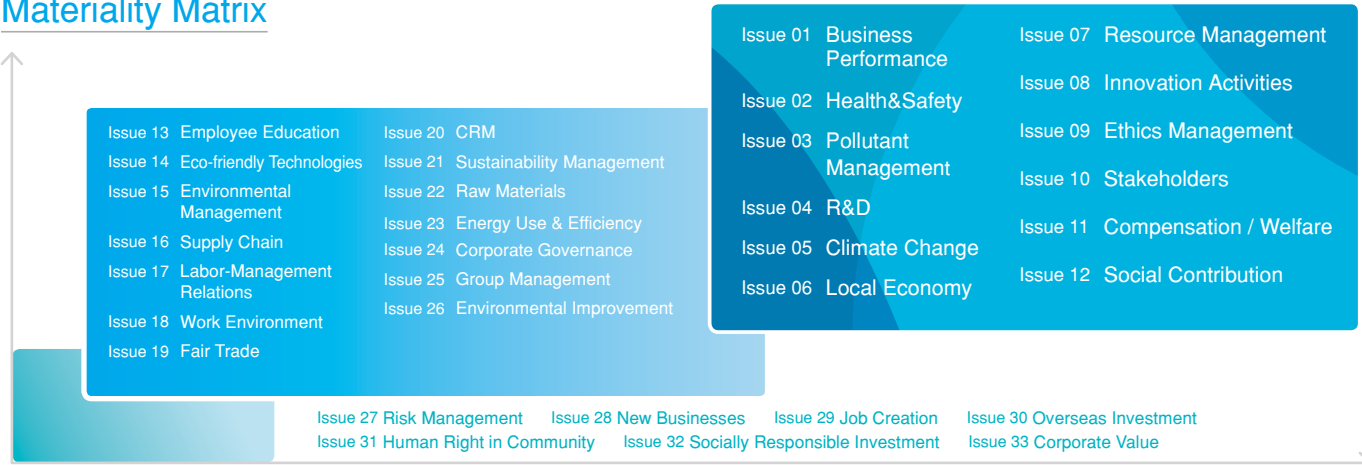 Materiality Matrix
Issue 13 Employee Education
Issue 14 Eco-friendly Technologies
Issue 15 Environmental
Management
Issue 16 Supply Chain
Issue 17 Labor-Management
Relations
Issue 18 Work Environment
Issue 19 Fair Trade
Issue 20 CRM
Issue 21 Sustainability Management
Issue 22 Raw Materials
Issue 23 Energy Use & Efficiency
Issue 24 Corporate Governance
Issue 25 Group Management
Issue 26 Environmental Improvement
Issue 01 Business
Performance
Issue 02 Health&Safety
Issue 03 Pollutant
Management
Issue 04 R&D
Issue 05 Climate Change
Issue 06 Local Economy
Issue 07 Resource Management
Issue 08 Innovation Activities
Issue 09 Ethics Management
Issue 10 Stakeholders
Issue 11 Compensation / Welfare
Issue 12 Social Contribution
Issue 27 Risk Management Issue 28 New Businesses Issue 29 Job Creation Issue 30 Overseas Investment
Issue 31 Human Right in Community Issue 32 Socially Responsible Investment Issue 33 Corporate Value